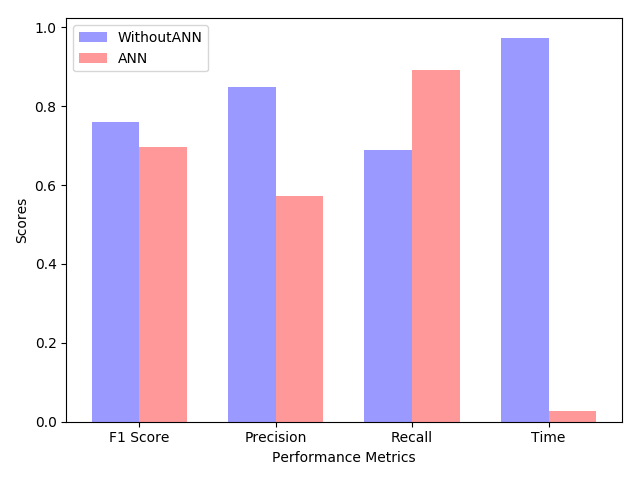 WithoutANN
ANN
1.0
0.8
0.6
0.4
0.2
0.0
Scores
F1 Score
Precision
Recall
Time
Performance Metrics